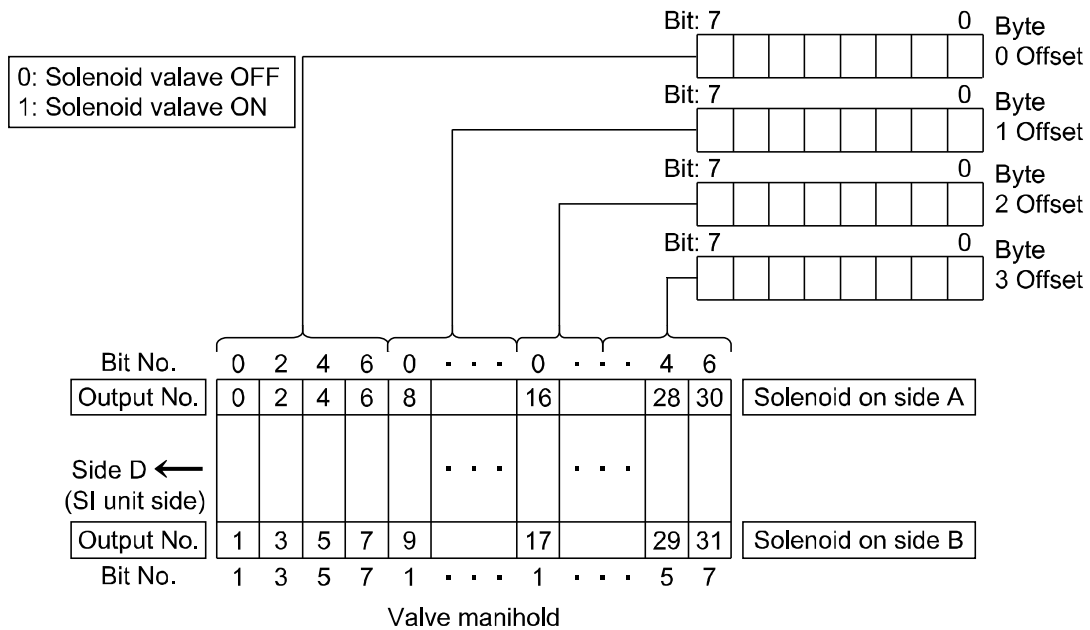 Bit: 7 0 Byte
0 Offset
0: Solenoid valave OFF
1: Solenoid valave ON
Bit: 7 0 Byte
1 Offset
Bit: 7 0 Byte
2 Offset
Bit: 7 0 Byte
3 Offset
Bit No. 0 2 4 6 0 · · · 0 · · · 4 6
Output No. 0 2 4 6 8 16 28 30 Solenoid on side A
Side D ← · · · · · ·
(SI unit side)
Output No. 1 3 5 7 9 17 29 31 Solenoid on side B
Bit No. 1 3 5 7 1 · · · 1 · · · 5 7
Valve manihold